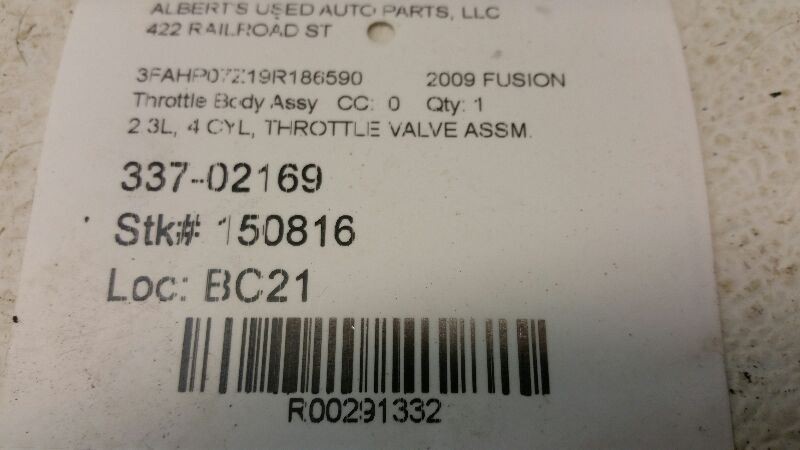 ALBERT'S USED AUTO PARTS, LLC
422 RAILROAD ST
3FAHP07Z19R186590 2009 FUSION
Throttle Body Assy CC: 0 Qty: 1
2.3L, 4 CYL, THROTTLE VALVE ASSM.
337-02169
Stk# 150816
Loc: BC21
R00291332